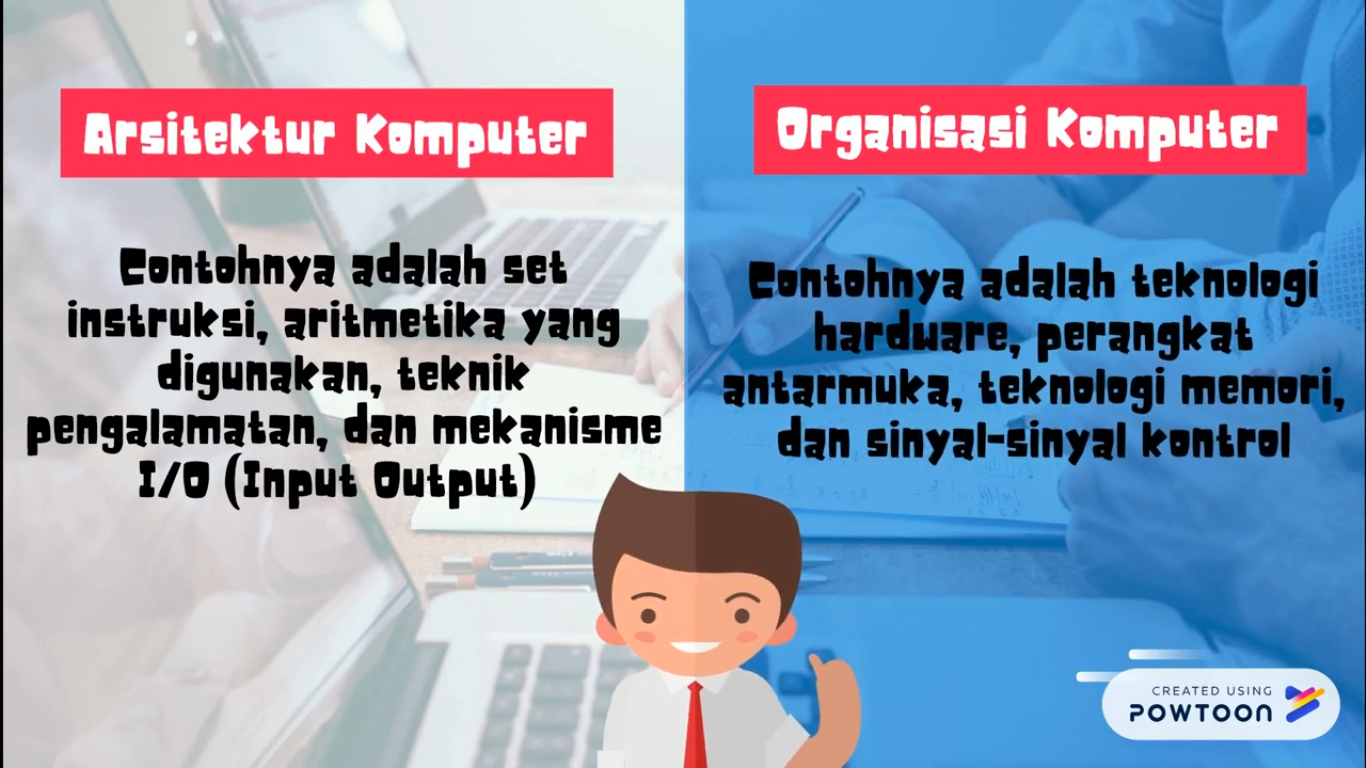 Arsitektur Komputer
Contohnya adalah set
instruksi, aritmetika yang
digunakan, teknik
pengalamatan, dan mekanisme
I/O (Input Output)
Organisasi Komputer
Contohnya adalah teknologi
hardware, perangkat
antarmuka, teknologi memori,
dan sinyal-sinyal kontrol
CREATED USING
POWTOON